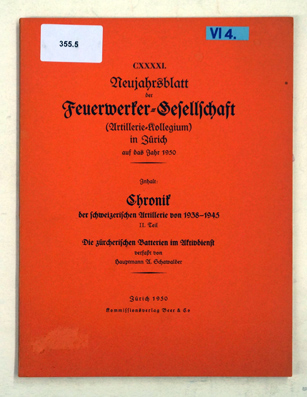 355.5
VI 4.
CXXXXI.
Neujahrsblatt
der
Feuerwerker-Gesellschaft
(Artillerie-Kollegium)
in Zürich
auf das Jahr 1950
Inhalt:
Chronik
der schweizerischen Artillerie von 1938–1945
II. Teil
Die zürcherischen Batterien im Aktivdienst
verfaßt von
Hauptmann A. Schawalder
Zürich 1950
Kommissionsverlag Beer & Co